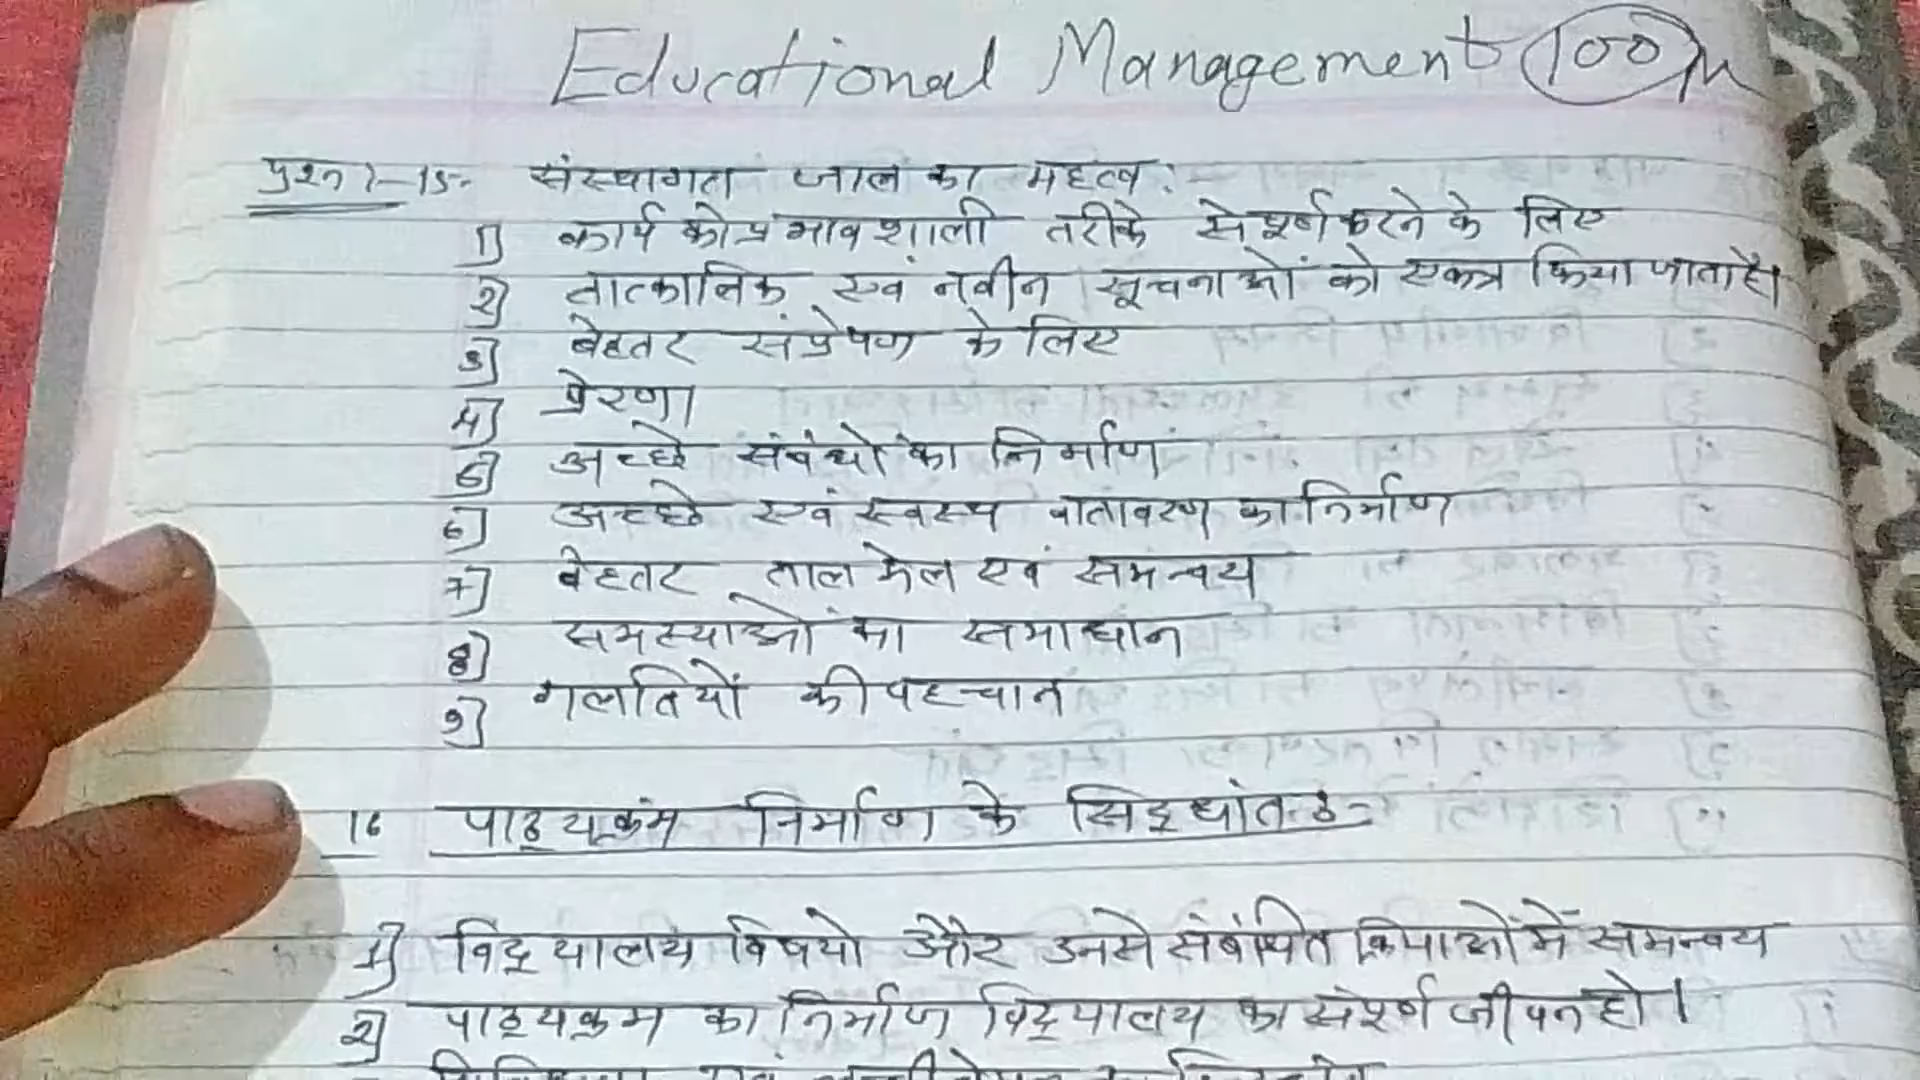 Educational Management 100 m
प्रश्न 1-15- संस्थागत जाल का महत्व :-
1) कार्य को प्रभावशाली तरीके से पूर्ण करने के लिए
2) तात्कालिक एवं नवीन सूचनाओं को एकत्र किया जाता है।
3) बेहतर संप्रेषण के लिए
4) प्रेरणा
5) अच्छे संबंधो का निर्माण
6) अच्छे एवं स्वस्थ वातावरण का निर्माण
7) बेहतर ताल मेल एवं समन्वय
8) समस्याओं का समाधान
9) गलतियों की पहचान
16 पाठ्यक्रम निर्माण के सिद्धांत :-
1) विद्यालय विषयो और उनसे संबंधित क्रियाओं में समन्वय
2) पाठ्यक्रम का निर्माण विद्यालय का संपूर्ण जीवन हो।